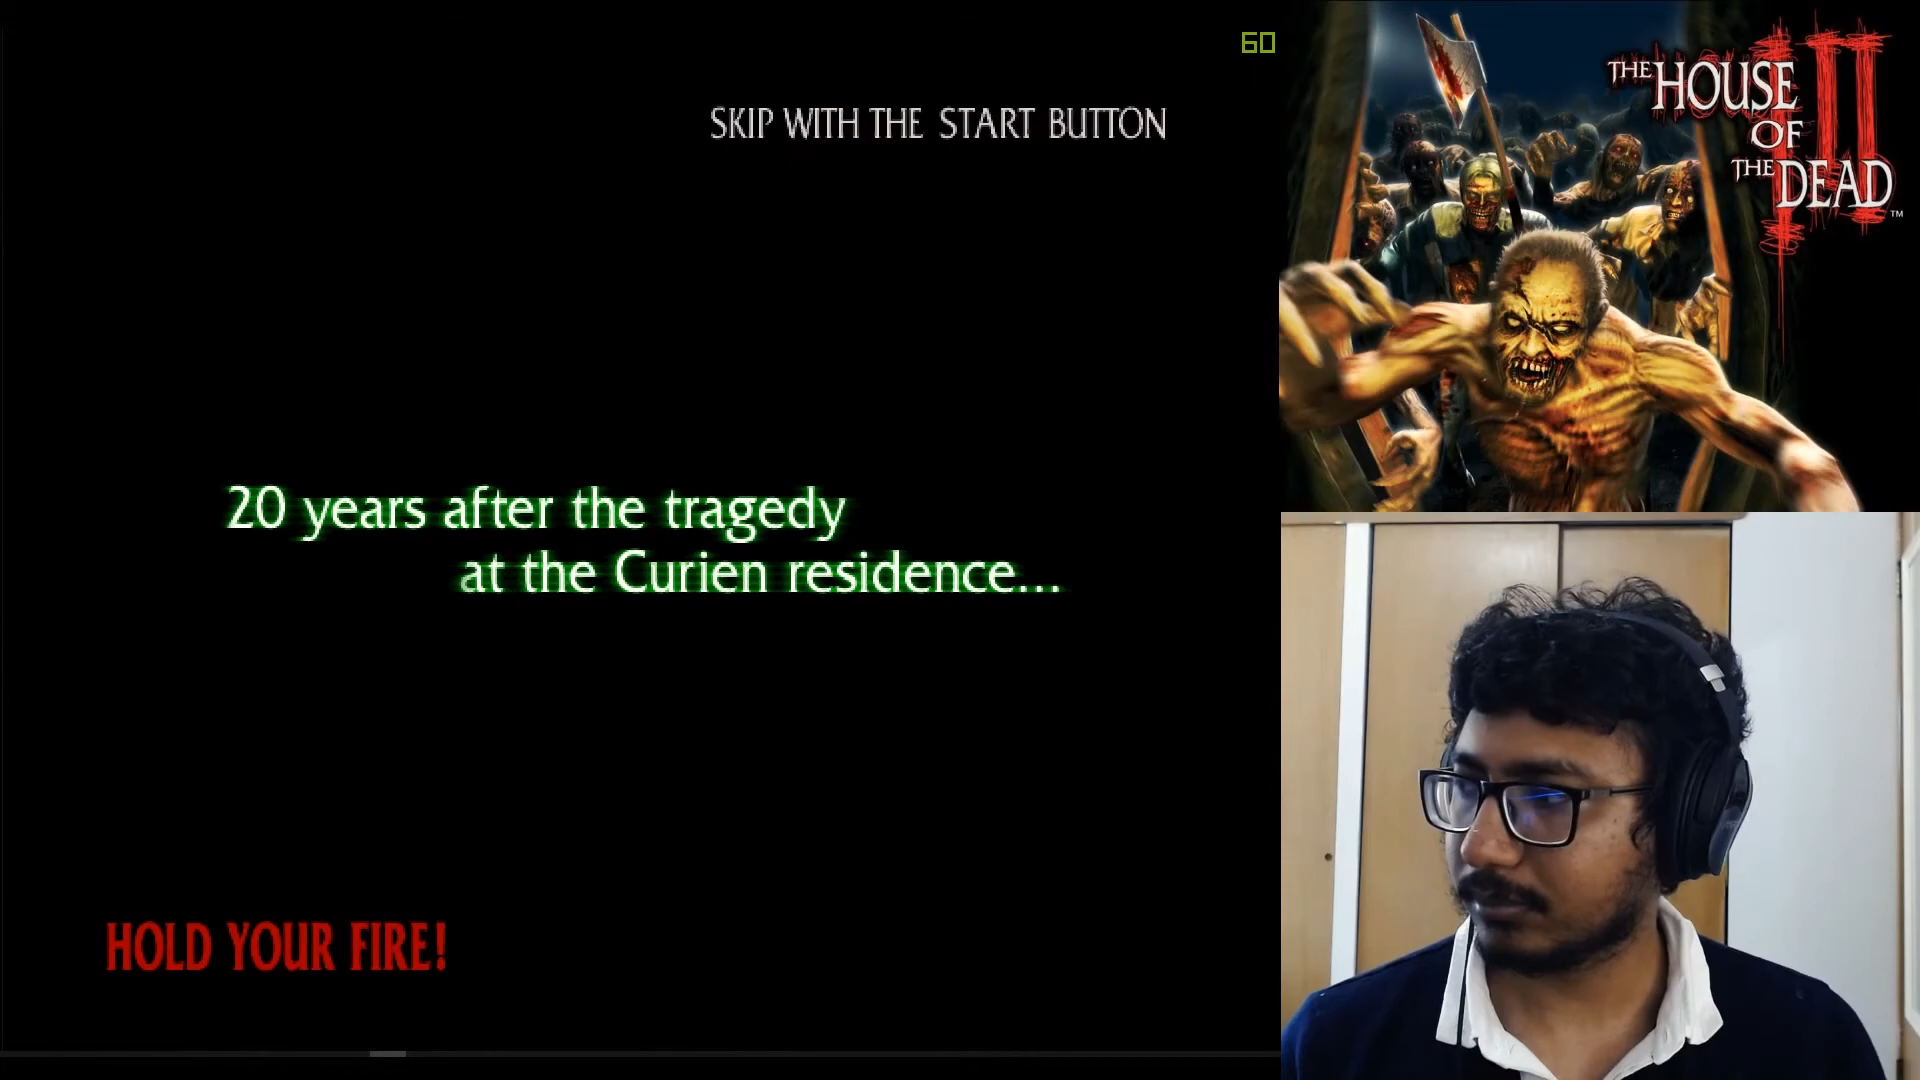 60
SKIP WITH THE START BUTTON
20 years after the tragedy
at the Curien residence...
HOLD YOUR FIRE!
THE HOUSE
OF
THE DEAD
III
TM